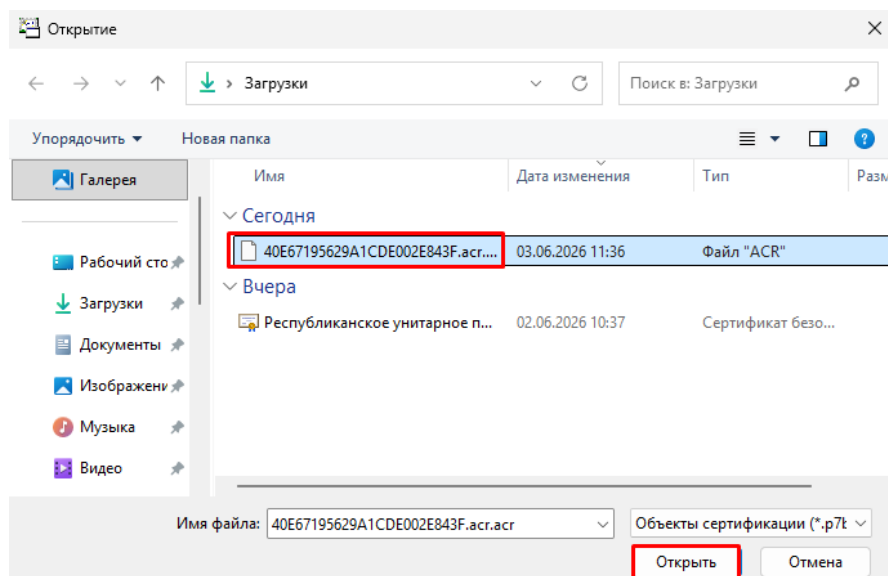 Открытие
Загрузки
Поиск в: Загрузки
Упорядочить
Новая папка
Галерея
Рабочий сто
Загрузки
Документы
Изображени
Музыка
Видео
Имя
Дата изменения
Тип
Разм
Сегодня
40E67195629A1CDE002E843F.acr.... 03.06.2026 11:36 Файл "ACR"
Вчера
Республиканское унитарное п... 02.06.2026 10:37 Сертификат безо...
Имя файла: 40E67195629A1CDE002E843F.acr.acr
Объекты сертификации (*.p7b
Открыть
Отмена